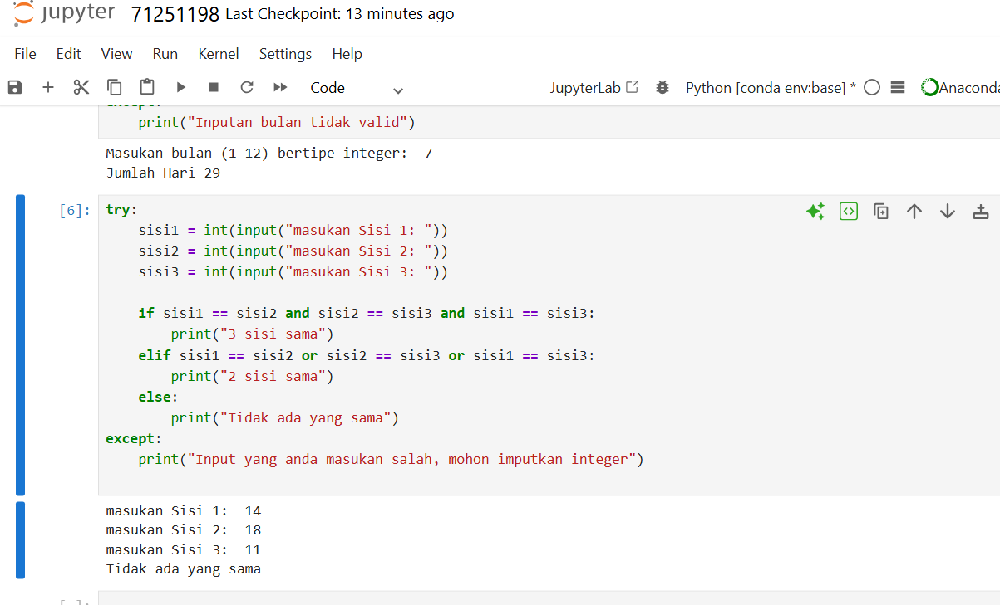 jupyter 71251198 Last Checkpoint: 13 minutes ago
File Edit View Run Kernel Settings Help
Code JupyterLab Python [conda env:base] * Anaconda
except:
print("Inputan bulan tidak valid")
Masukan bulan (1-12) bertipe integer: 7
Jumlah Hari 29
[6]: try:
sisi1 = int(input("masukan Sisi 1: "))
sisi2 = int(input("masukan Sisi 2: "))
sisi3 = int(input("masukan Sisi 3: "))
if sisi1 == sisi2 and sisi2 == sisi3 and sisi1 == sisi3:
print("3 sisi sama")
elif sisi1 == sisi2 or sisi2 == sisi3 or sisi1 == sisi3:
print("2 sisi sama")
else:
print("Tidak ada yang sama")
except:
print("Input yang anda masukan salah, mohon imputkan integer")
masukan Sisi 1: 14
masukan Sisi 2: 18
masukan Sisi 3: 11
Tidak ada yang sama
[ ]: